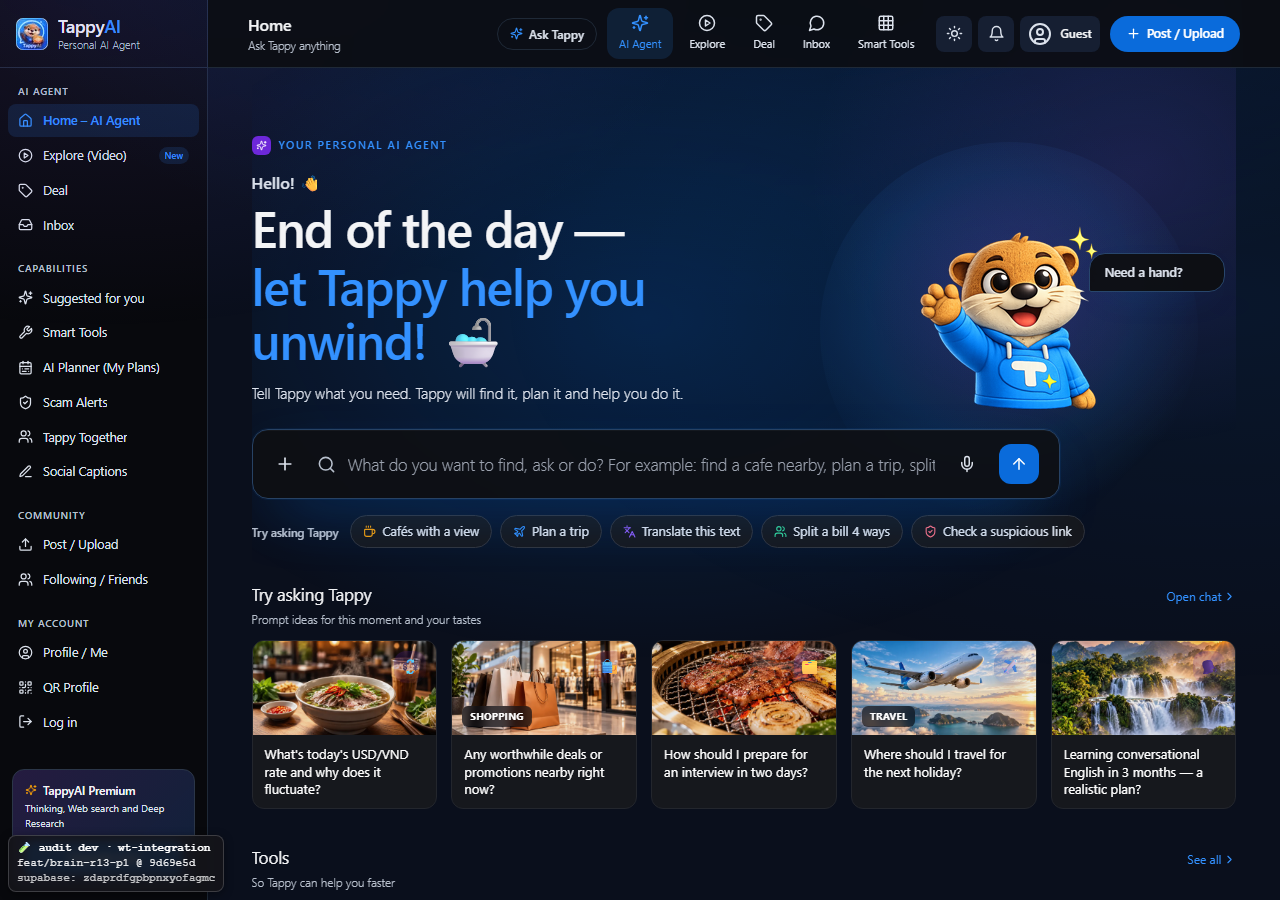 TappyAI
Personal AI Agent
Home
Ask Tappy anything
Ask Tappy
AI Agent
Explore
Deal
Inbox
Smart Tools
Guest
Post / Upload
AI AGENT
Home – AI Agent
Explore (Video)
New
Deal
Inbox
CAPABILITIES
Suggested for you
Smart Tools
AI Planner (My Plans)
Scam Alerts
Tappy Together
Social Captions
COMMUNITY
Post / Upload
Following / Friends
MY ACCOUNT
Profile / Me
QR Profile
Log in
TappyAI Premium
Thinking, Web search and Deep
Research
audit dev · wt-integration
feat/brain-r13-p1 @ 9d69e5d
supabase: zdaprdfgpbpnxyofagmc
YOUR PERSONAL AI AGENT
Hello!
End of the day —
let Tappy help you
unwind!
Tell Tappy what you need. Tappy will find it, plan it and help you do it.
Need a hand?
T
What do you want to find, ask or do? For example: find a cafe nearby, plan a trip, split
Try asking Tappy
Cafés with a view
Plan a trip
Translate this text
Split a bill 4 ways
Check a suspicious link
Try asking Tappy
Open chat
Prompt ideas for this moment and your tastes
What's today's USD/VND
rate and why does it
fluctuate?
SHOPPING
Any worthwhile deals or
promotions nearby right
now?
How should I prepare for
an interview in two days?
TRAVEL
Where should I travel for
the next holiday?
Learning conversational
English in 3 months — a
realistic plan?
Tools
See all
So Tappy can help you faster